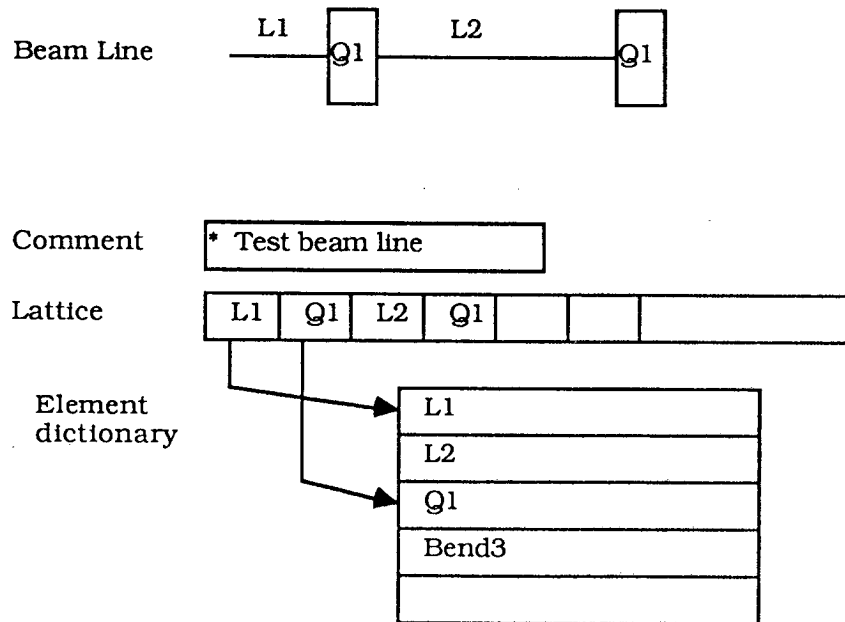 L1 L2
Beam Line Q1 Q1
Comment * Test beam line
Lattice L1 Q1 L2 Q1
Element L1
dictionary
L2
Q1
Bend3